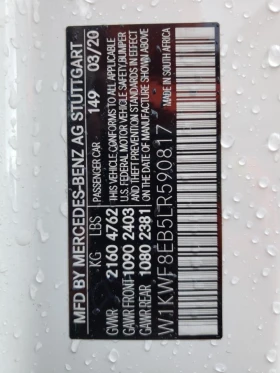 MFD BY MERCEDES-BENZ AG STUTTGART
PASSENGER CAR 149 03/20
KG LBS
GVWR 2160 4762
GAWR FRONT 1090 2403
GAWR REAR 1080 2381
THIS VEHICLE CONFORMS TO ALL APPLICABLE
U.S. FEDERAL MOTOR VEHICLE SAFETY, BUMPER
AND THEFT PREVENTION STANDARDS IN EFFECT
ON THE DATE OF MANUFACTURE SHOWN ABOVE
W1KWF8EB5LR590817
MADE IN SOUTH AFRICA